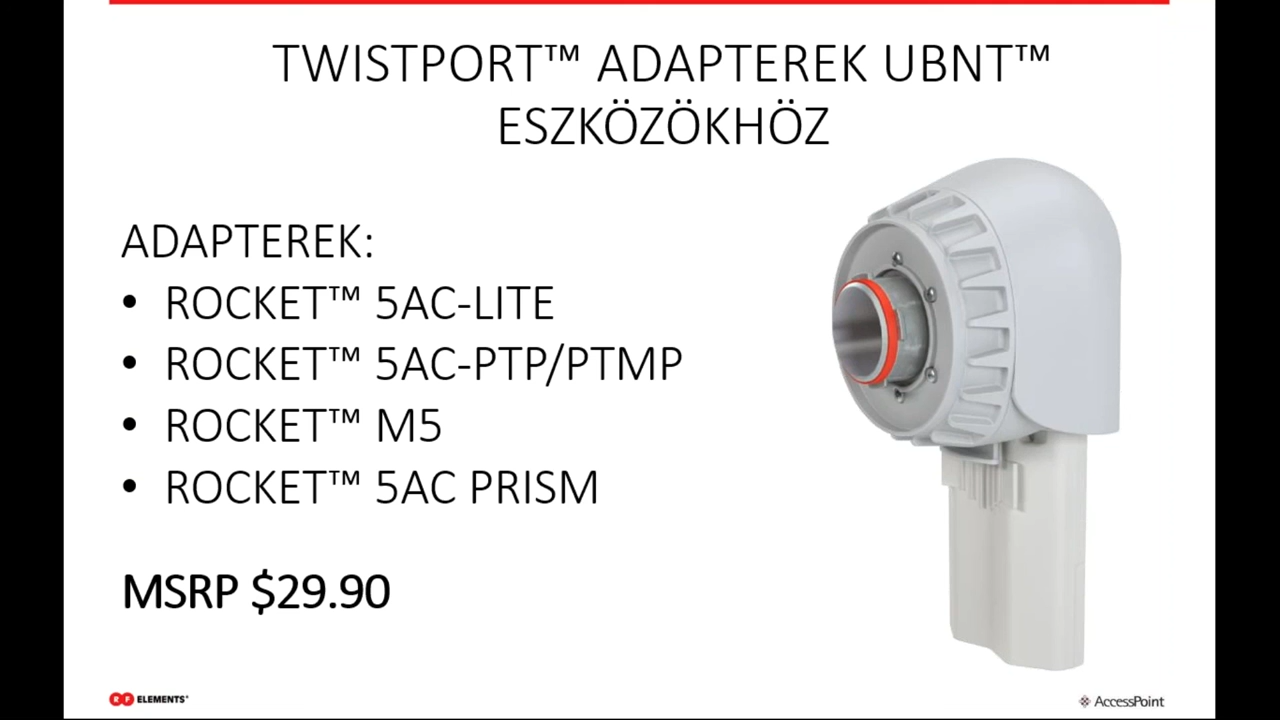 TWISTPORT™ ADAPTEREK UBNT™
ESZKÖZÖKHÖZ
ADAPTEREK:
• ROCKET™ 5AC-LITE
• ROCKET™ 5AC-PTP/PTMP
• ROCKET™ M5
• ROCKET™ 5AC PRISM
MSRP $29.90
RF ELEMENTS
AccessPoint